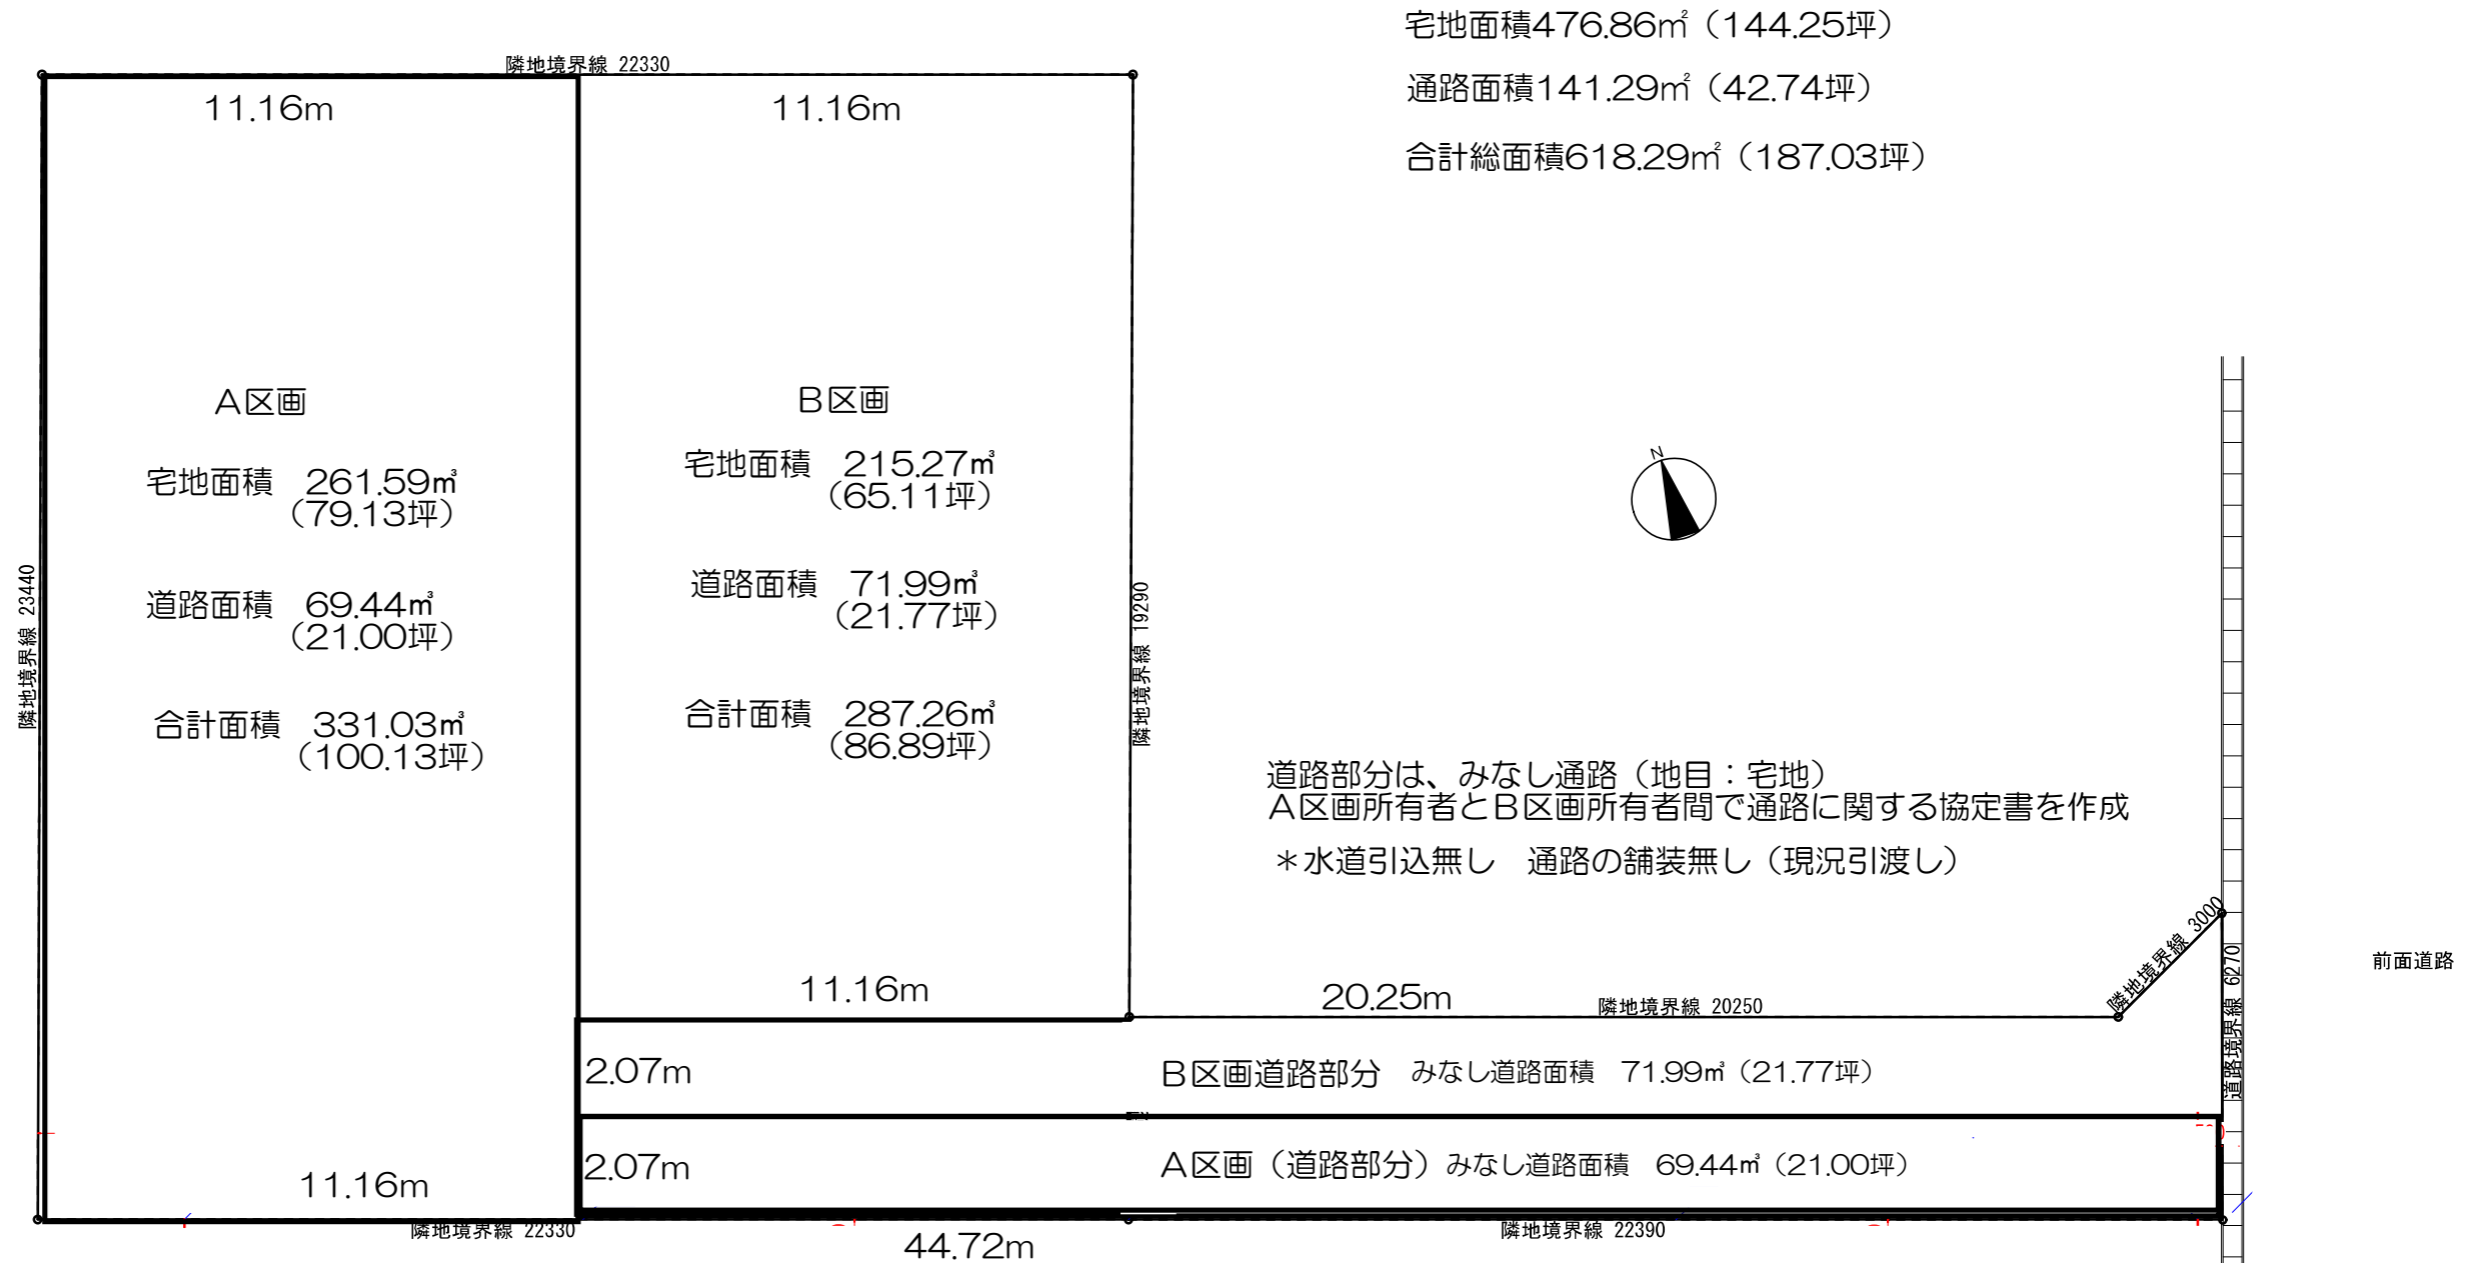 宅地面積476.86㎡（144.25坪）
通路面積141.29㎡（42.74坪）
合計総面積618.29㎡（187.03坪）
隣地境界線 22330
11.16m
11.16m
A区画
宅地面積　261.59㎡
（79.13坪）
道路面積　69.44㎡
（21.00坪）
合計面積　331.03㎡
（100.13坪）
隣地境界線 23440
B区画
宅地面積　215.27㎡
（65.11坪）
道路面積　71.99㎡
（21.77坪）
合計面積　287.26㎡
（86.89坪）
隣地境界線 19290
N
道路部分は、みなし通路（地目：宅地）
A区画所有者とB区画所有者間で通路に関する協定書を作成
＊水道引込無し　通路の舗装無し（現況引渡し）
隣地境界線 3000
道路境界線 6270
前面道路
11.16m
20.25m
隣地境界線 20250
2.07m
B区画道路部分　みなし道路面積　71.99㎡（21.77坪）
2.07m
A区画（道路部分）みなし道路面積　69.44㎡（21.00坪）
11.16m
隣地境界線 22330
44.72m
隣地境界線 22390